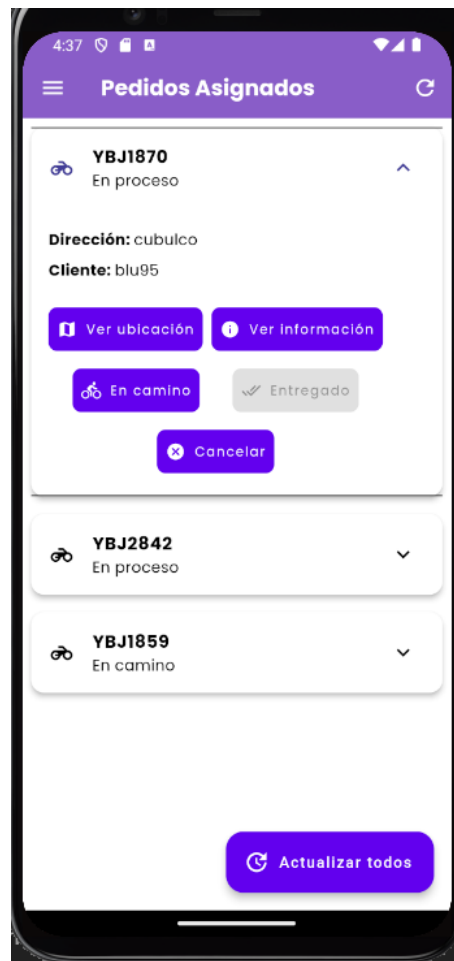 4:37
Pedidos Asignados
YBJ1870
En proceso
Dirección: cubulco
Cliente: blu95
Ver ubicación
Ver información
En camino
Entregado
Cancelar
YBJ2842
En proceso
YBJ1859
En camino
Actualizar todos